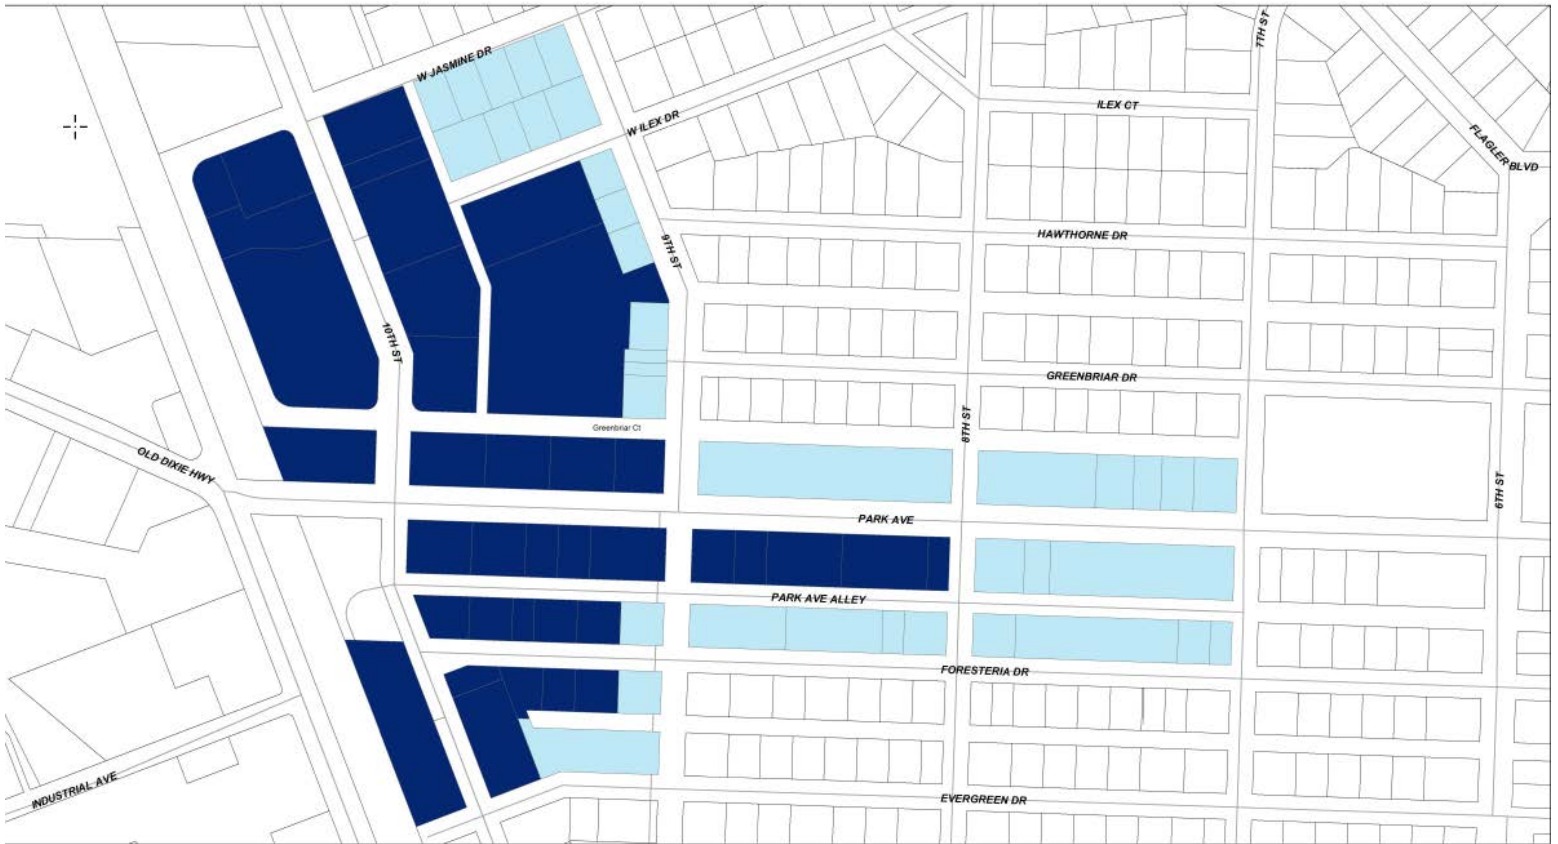 7TH ST
W JASMINE DR
ILEX CT
W ILEX DR
FLAGLER BLVD
HAWTHORNE DR
9TH ST
10TH ST
GREENBRIAR DR
8TH ST
Greenbriar Ct
OLD DIXIE HWY
6TH ST
PARK AVE
PARK AVE ALLEY
FORESTERIA DR
INDUSTRIAL AVE
EVERGREEN DR